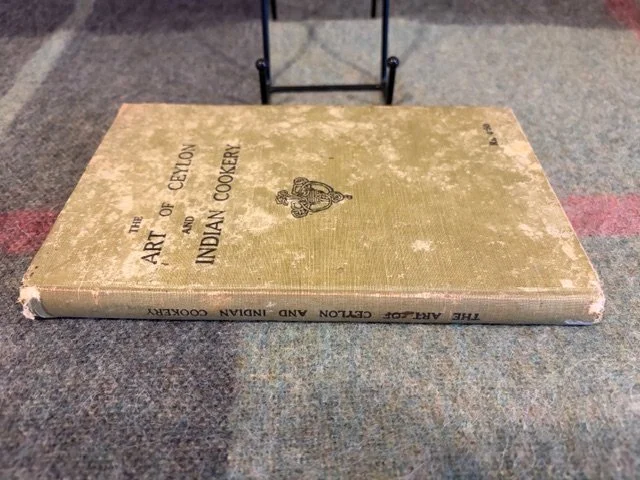 THE
ART OF CEYLON
AND
INDIAN COOKERY.
THE ART OF CEYLON AND INDIAN COOKERY